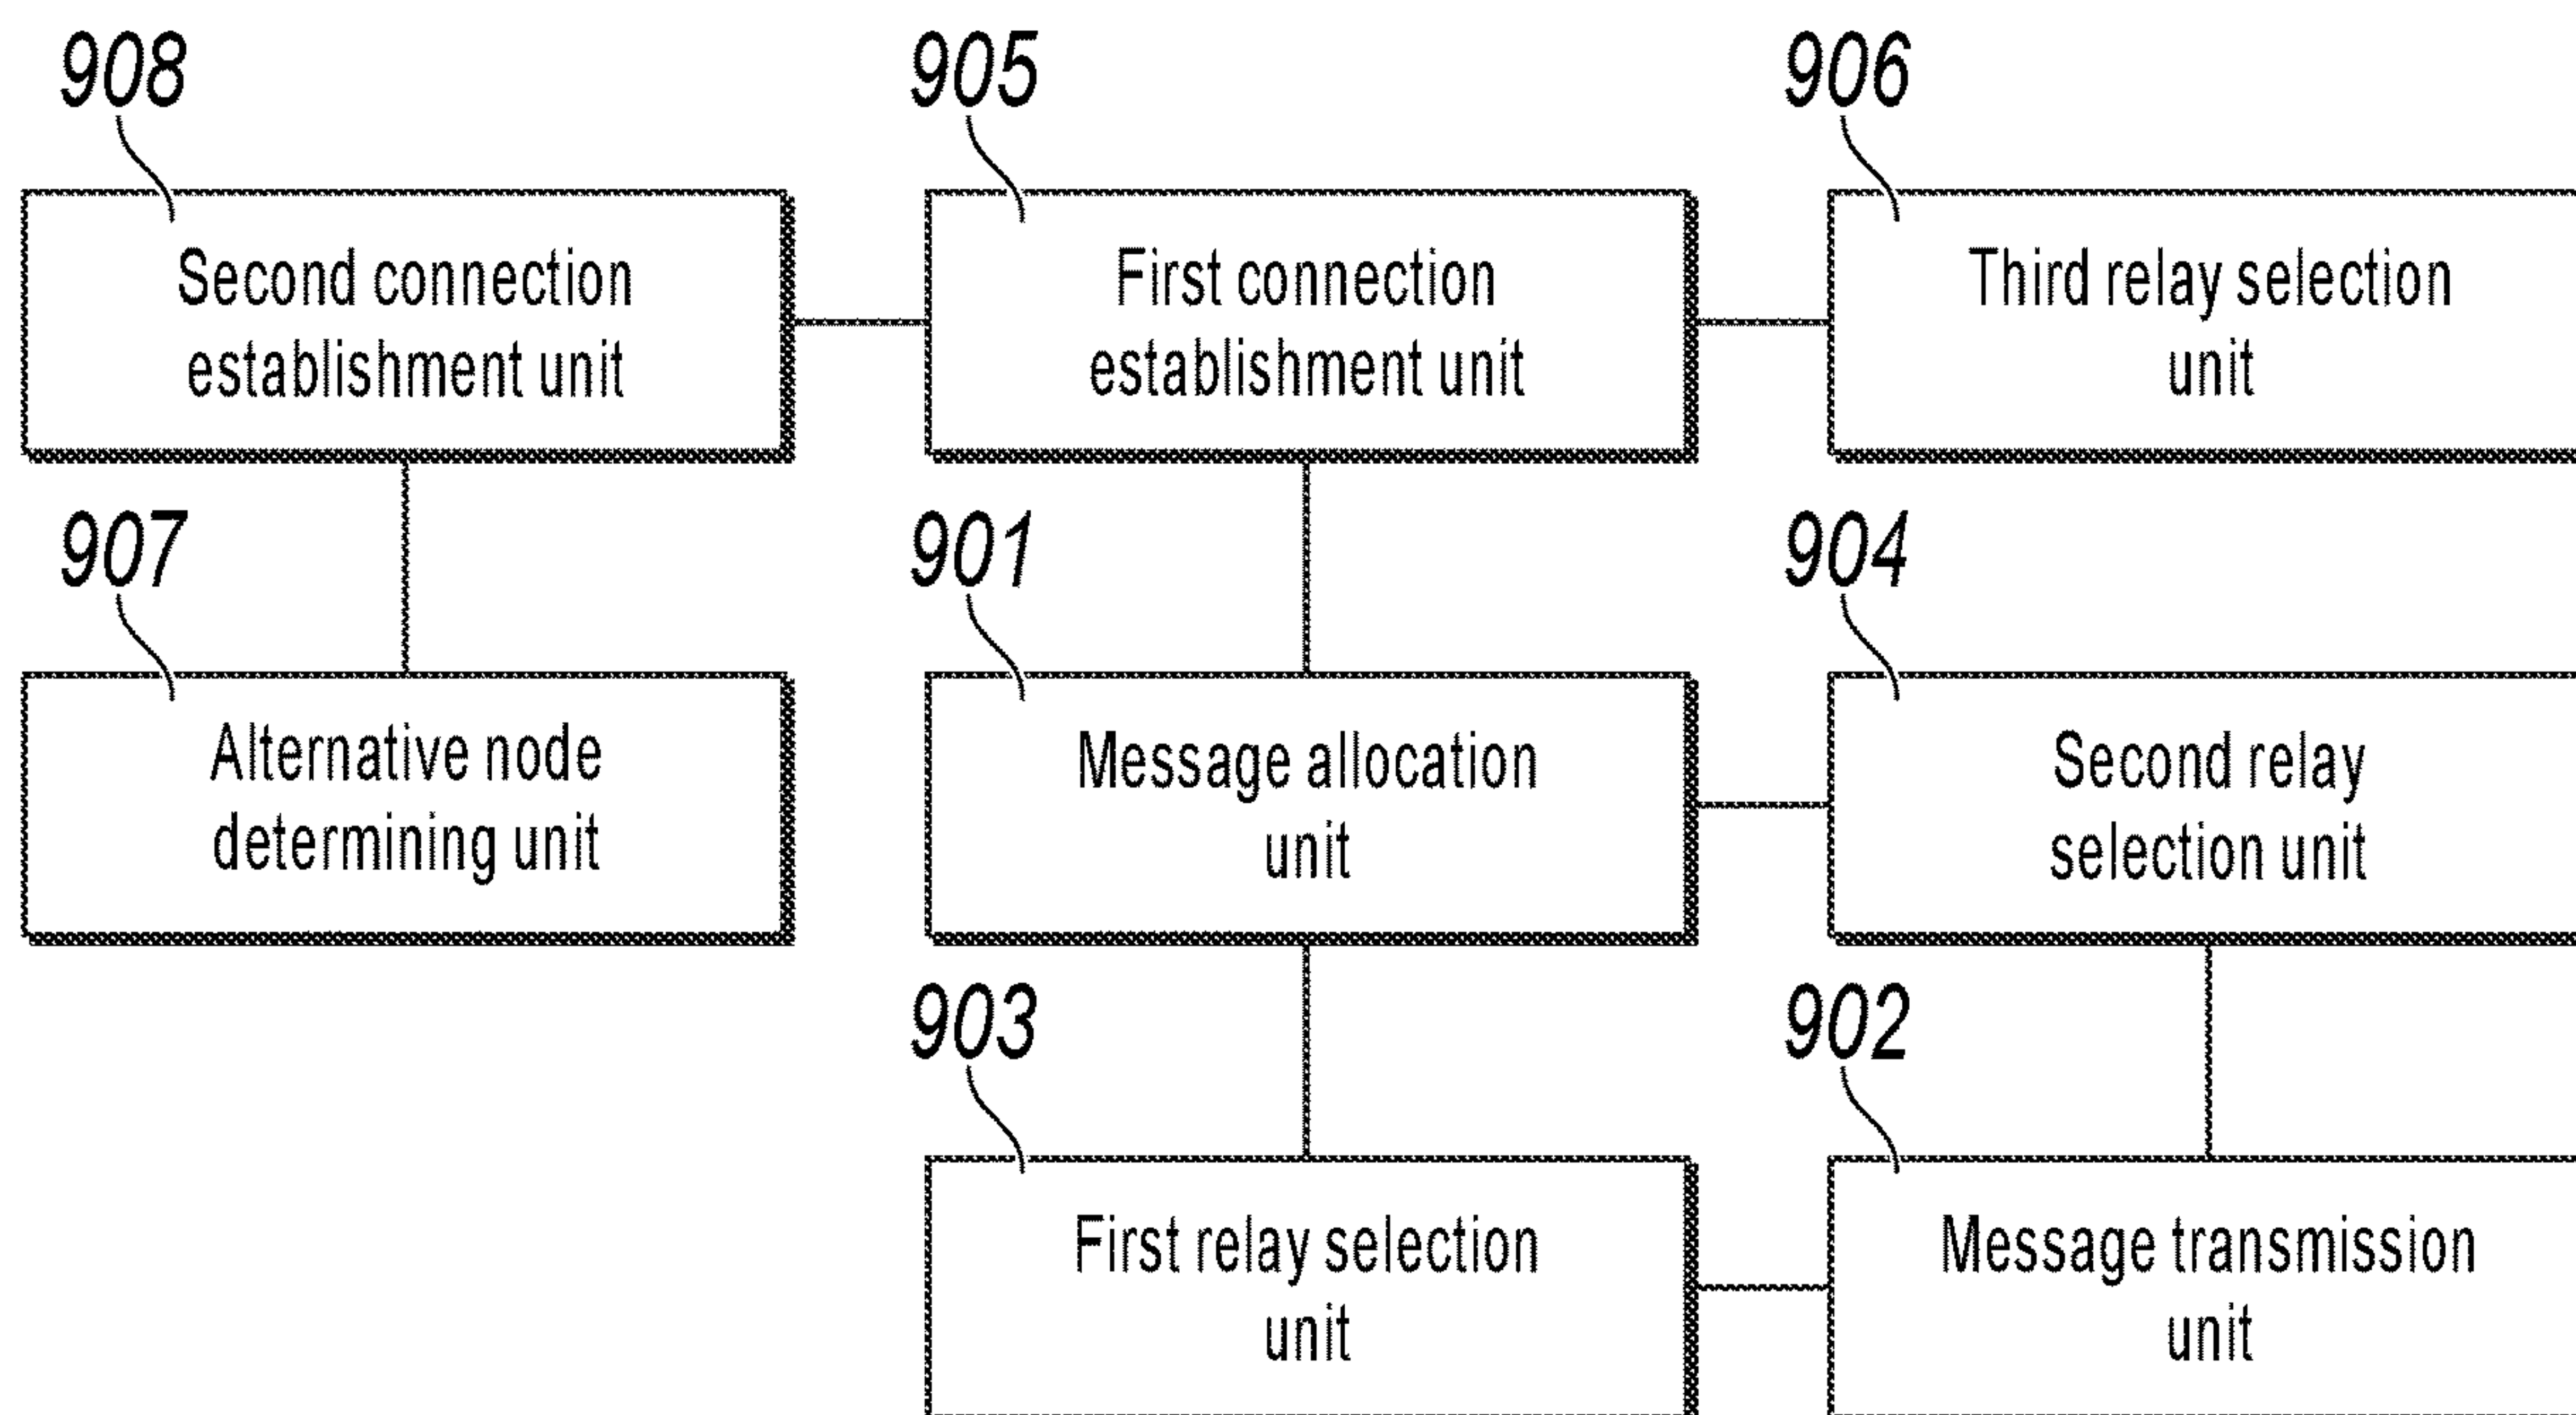 908
905
906
Second connection
establishment unit
First connection
establishment unit
Third relay selection
unit
907
901
904
Alternative node
determining unit
Message allocation
unit
Second relay
selection unit
903
902
First relay selection
unit
Message transmission
unit